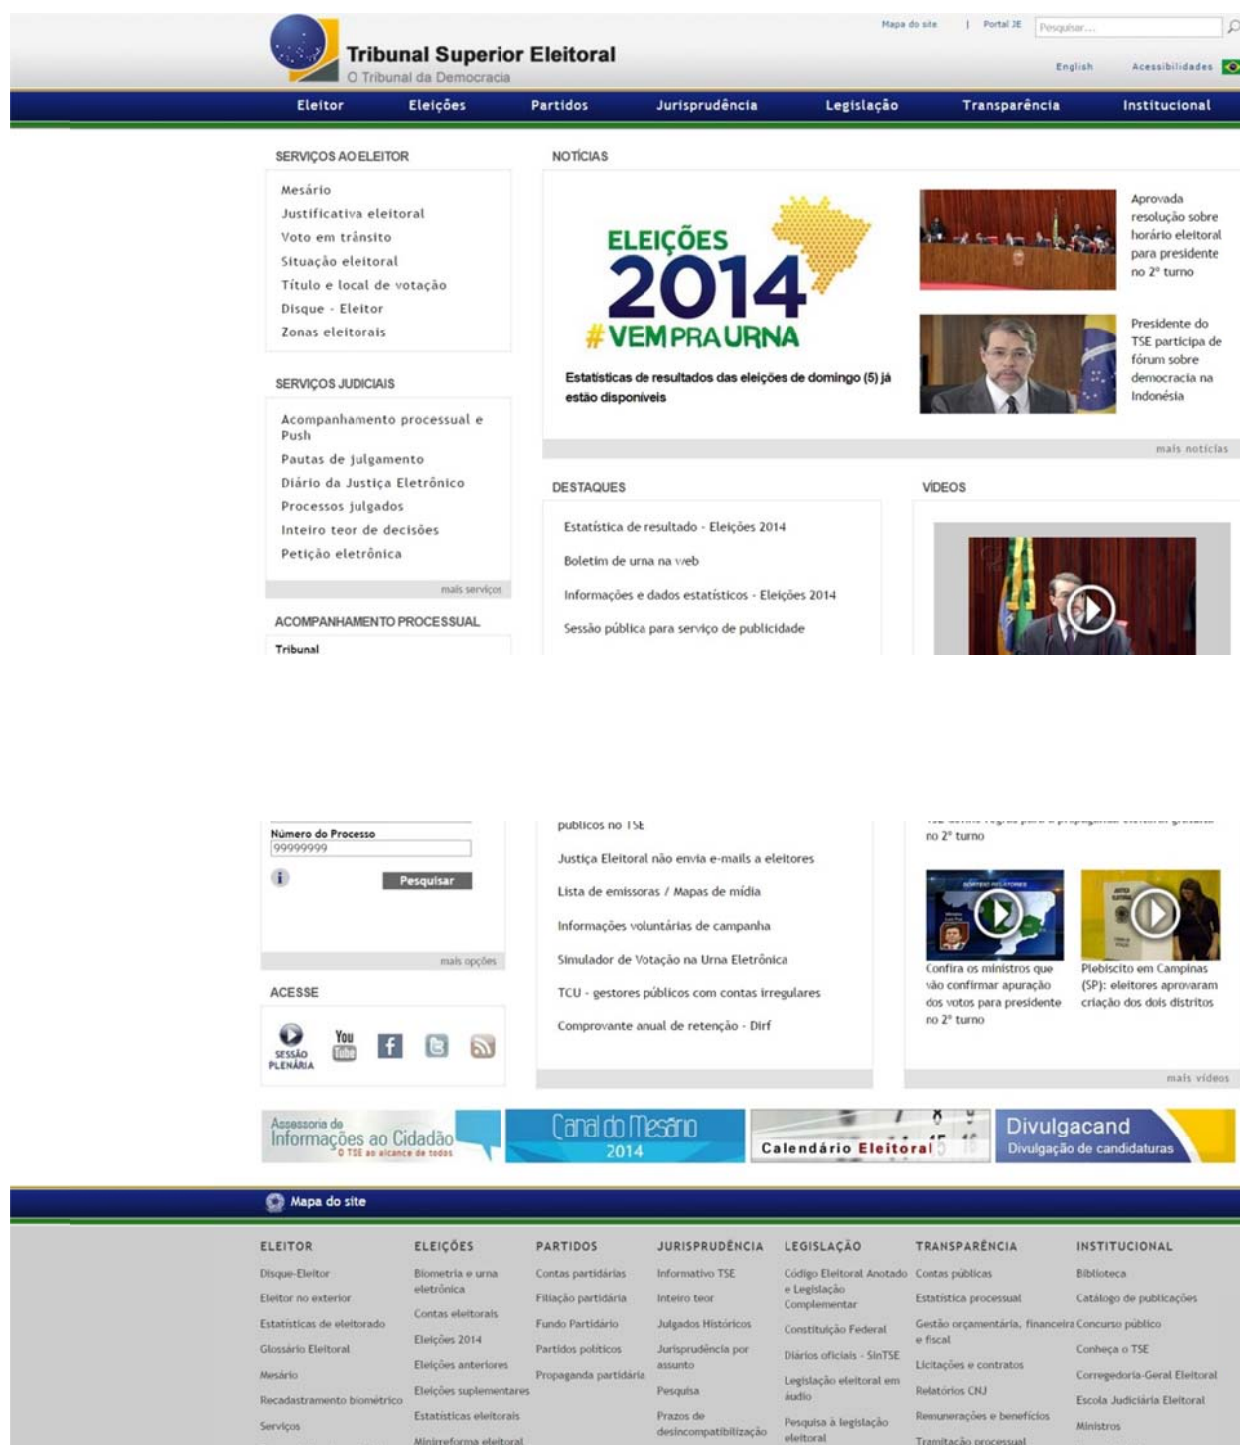 Mapa do site | Portal JE Pesquisar...
Tribunal Superior Eleitoral
O Tribunal da Democracia
English Acessibilidades
Eleitor Eleições Partidos Jurisprudência Legislação Transparência Institucional
SERVIÇOS AO ELEITOR
Mesário
Justificativa eleitoral
Voto em trânsito
Situação eleitoral
Título e local de votação
Disque - Eleitor
Zonas eleitorais
SERVIÇOS JUDICIAIS
Acompanhamento processual e
Push
Pautas de julgamento
Diário da Justiça Eletrônico
Processos julgados
Inteiro teor de decisões
Petição eletrônica
mais serviços
ACOMPANHAMENTO PROCESSUAL
Tribunal
NOTÍCIAS
ELEIÇÕES
2014
#VEM PRA URNA
Estatísticas de resultados das eleições de domingo (5) já
estão disponíveis
Aprovada
resolução sobre
horário eleitoral
para presidente
no 2º turno
Presidente do
TSE participa de
fórum sobre
democracia na
Indonésia
mais notícias
DESTAQUES
Estatística de resultado - Eleições 2014
Boletim de urna na web
Informações e dados estatísticos - Eleições 2014
Sessão pública para serviço de publicidade
VÍDEOS
Número do Processo
99999999
Pesquisar
mais opções
ACESSE
SESSÃO
PLENÁRIA
You
Tube
públicos no TSE
Justiça Eleitoral não envia e-mails a eleitores
Lista de emissoras / Mapas de mídia
Informações voluntárias de campanha
Simulador de Votação na Urna Eletrônica
TCU - gestores públicos com contas irregulares
Comprovante anual de retenção - Dirf
no 2º turno
SORTEIO RELATORES
Confira os ministros que
vão confirmar apuração
dos votos para presidente
no 2º turno
Plebiscito em Campinas
(SP): eleitores aprovaram
criação dos dois distritos
mais vídeos
Assessoria de
Informações ao Cidadão
O TSE ao alcance de todos
Canal do Mesário
2014
Calendário Eleitoral
Divulgacand
Divulgação de candidaturas
Mapa do site
ELEITOR
Disque-Eleitor
Eleitor no exterior
Estatísticas de eleitorado
Glossário Eleitoral
Mesário
Recadastramento biométrico
Serviços
ELEIÇÕES
Biometria e urna
eletrônica
Contas eleitorais
Eleições 2014
Eleições anteriores
Eleições suplementares
Estatísticas eleitorais
Minirreforma eleitoral
PARTIDOS
Contas partidárias
Filiação partidária
Fundo Partidário
Partidos políticos
Propaganda partidária
JURISPRUDÊNCIA
Informativo TSE
Inteiro teor
Julgados Históricos
Jurisprudência por
assunto
Pesquisa
Prazos de
desincompatibilização
LEGISLAÇÃO
Código Eleitoral Anotado
e Legislação
Complementar
Constituição Federal
Diários oficiais - SinTSE
Legislação eleitoral em
áudio
Pesquisa à legislação
eleitoral
TRANSPARÊNCIA
Contas públicas
Estatística processual
Gestão orçamentária, financeira
e fiscal
Licitações e contratos
Relatórios CNJ
Remunerações e benefícios
Tramitação processual
INSTITUCIONAL
Biblioteca
Catálogo de publicações
Concurso público
Conheça o TSE
Corregedoria-Geral Eleitoral
Escola Judiciária Eleitoral
Ministros